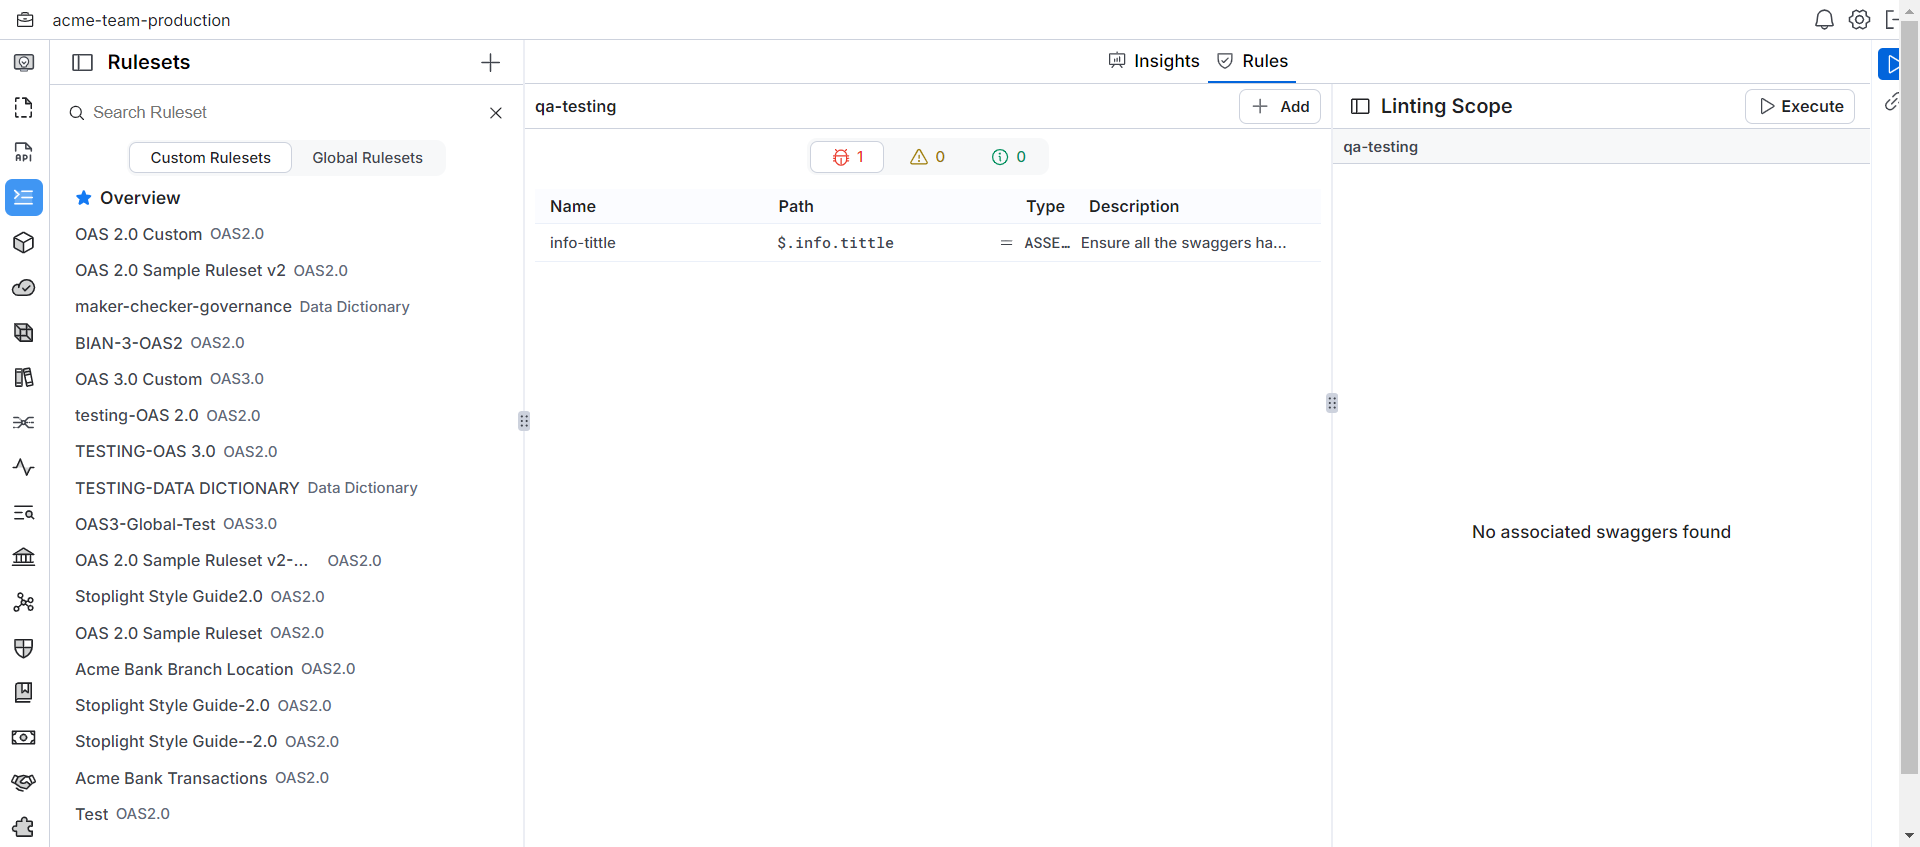 acme-team-production
Rulesets
Search Ruleset
Custom Rulesets Global Rulesets
Overview
OAS 2.0 Custom OAS2.0
OAS 2.0 Sample Ruleset v2 OAS2.0
maker-checker-governance Data Dictionary
BIAN-3-OAS2 OAS2.0
OAS 3.0 Custom OAS3.0
testing-OAS 2.0 OAS2.0
TESTING-OAS 3.0 OAS2.0
TESTING-DATA DICTIONARY Data Dictionary
OAS3-Global-Test OAS3.0
OAS 2.0 Sample Ruleset v2-... OAS2.0
Stoplight Style Guide2.0 OAS2.0
OAS 2.0 Sample Ruleset OAS2.0
Acme Bank Branch Location OAS2.0
Stoplight Style Guide-2.0 OAS2.0
Stoplight Style Guide--2.0 OAS2.0
Acme Bank Transactions OAS2.0
Test OAS2.0
Insights Rules
qa-testing Add
1 0 0
Name Path Type Description
info-tittle $.info.tittle = ASSE... Ensure all the swaggers ha...
Linting Scope Execute
qa-testing
No associated swaggers found
API